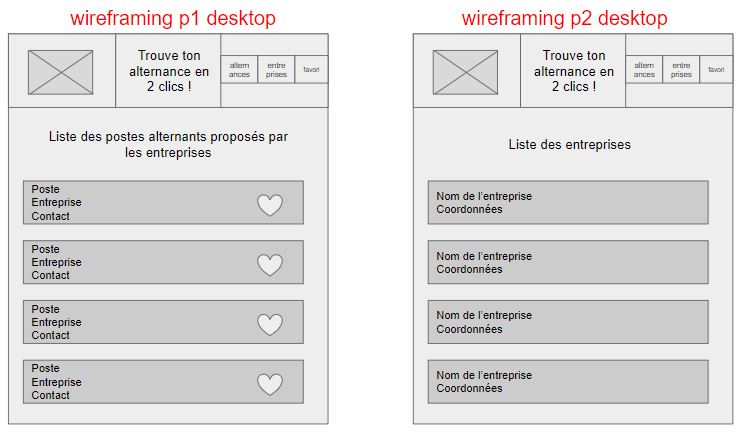 wireframing p1 desktop
Trouve ton
alternance en
2 clics !
altern
ances
entre
prises
favori
Liste des postes alternants proposés par
les entreprises
Poste
Entreprise
Contact
Poste
Entreprise
Contact
Poste
Entreprise
Contact
Poste
Entreprise
Contact
wireframing p2 desktop
Trouve ton
alternance en
2 clics !
altern
ances
entre
prises
favori
Liste des entreprises
Nom de l'entreprise
Coordonnées
Nom de l'entreprise
Coordonnées
Nom de l'entreprise
Coordonnées
Nom de l'entreprise
Coordonnées